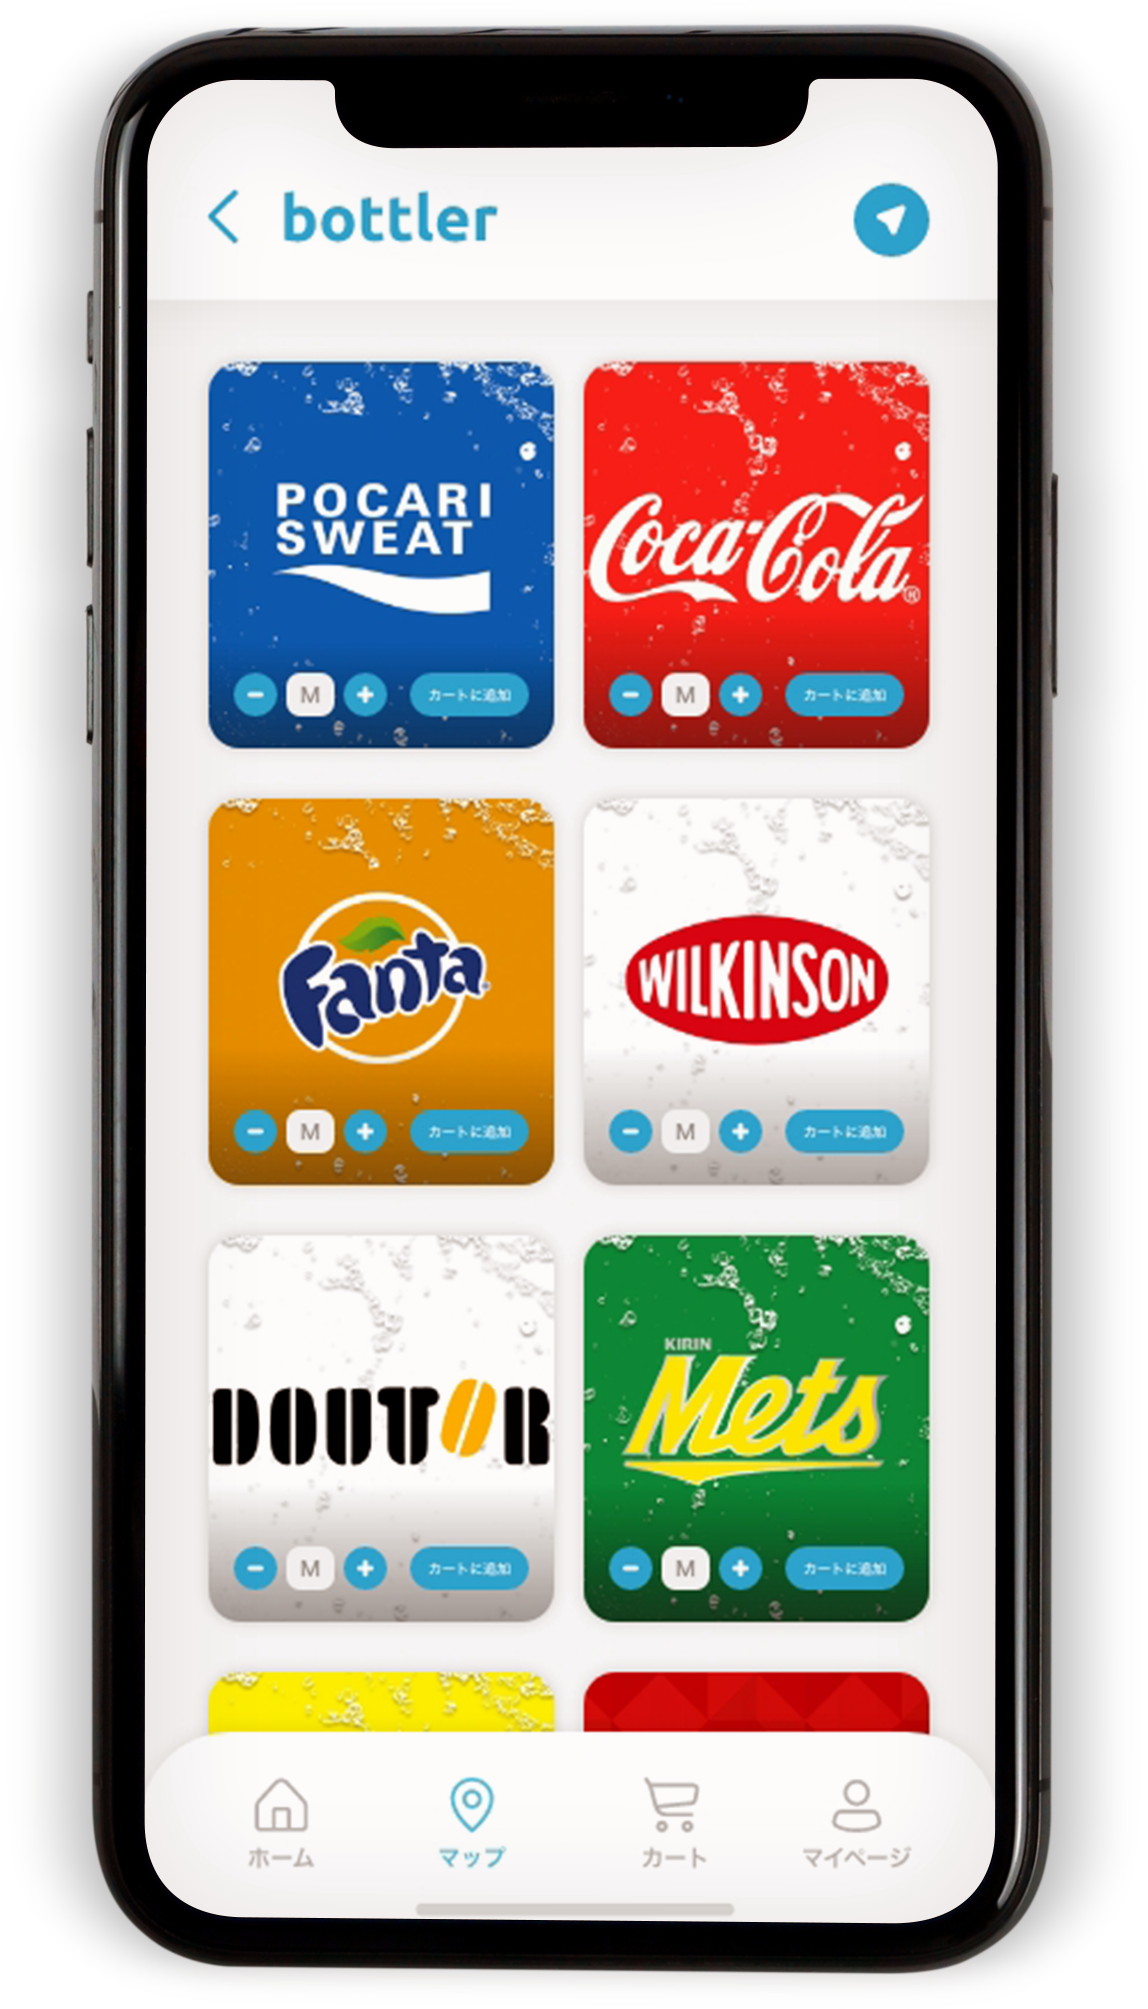 bottler
POCARI
SWEAT
M
カートに追加
Coca-Cola®
M
カートに追加
Fanta
M
カートに追加
WILKINSON
M
カートに追加
DOUTOR
M
カートに追加
KIRIN
Mets
M
カートに追加
ホーム
マップ
カート
マイページ